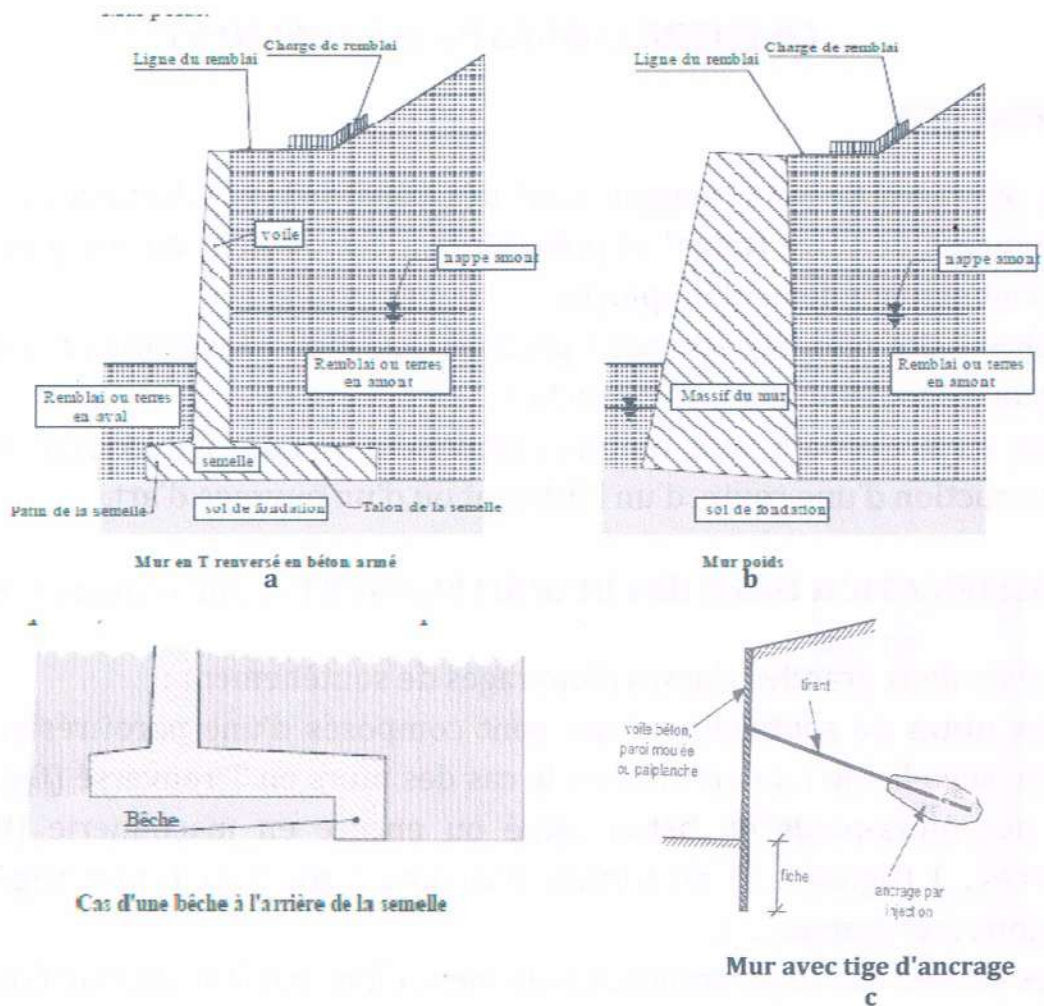 Charge de remblai
Ligne du remblai
voile
nappe amont
Remblai ou terres
en amont
Remblai ou terres
en aval
semelle
Patin de la semelle
sol de fondation
Talon de la semelle
Mur en T renversé en béton armé
a
Charge de remblai
Ligne du remblai
nappe amont
Remblai ou terres
en amont
Massif du mur
sol de fondation
Mur poids
b
Bêche
Cas d'une bêche à l'arrière de la semelle
tirant
voile béton,
paroi moulée
ou palplanche
fiche
ancrage par
injection
Mur avec tige d'ancrage
c